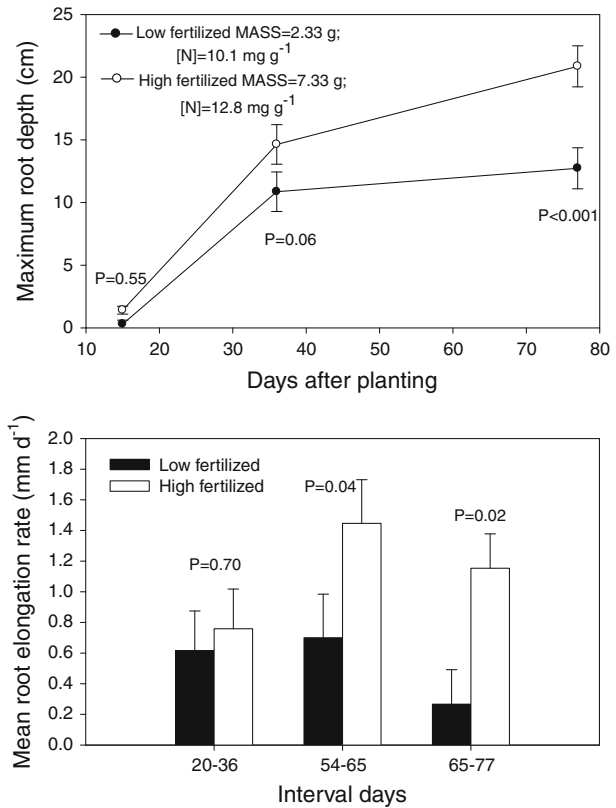 Maximum root depth (cm)
25
20
15
10
5
0
Low fertilized MASS=2.33 g;
[N]=10.1 mg g⁻¹
High fertilized MASS=7.33 g;
[N]=12.8 mg g⁻¹
P=0.55
P=0.06
P<0.001
10 20 30 40 50 60 70 80
Days after planting
Mean root elongation rate (mm d⁻¹)
2.0
1.8
1.6
1.4
1.2
1.0
0.8
0.6
0.4
0.2
0.0
Low fertilized
High fertilized
P=0.70
P=0.04
P=0.02
20-36 54-65 65-77
Interval days